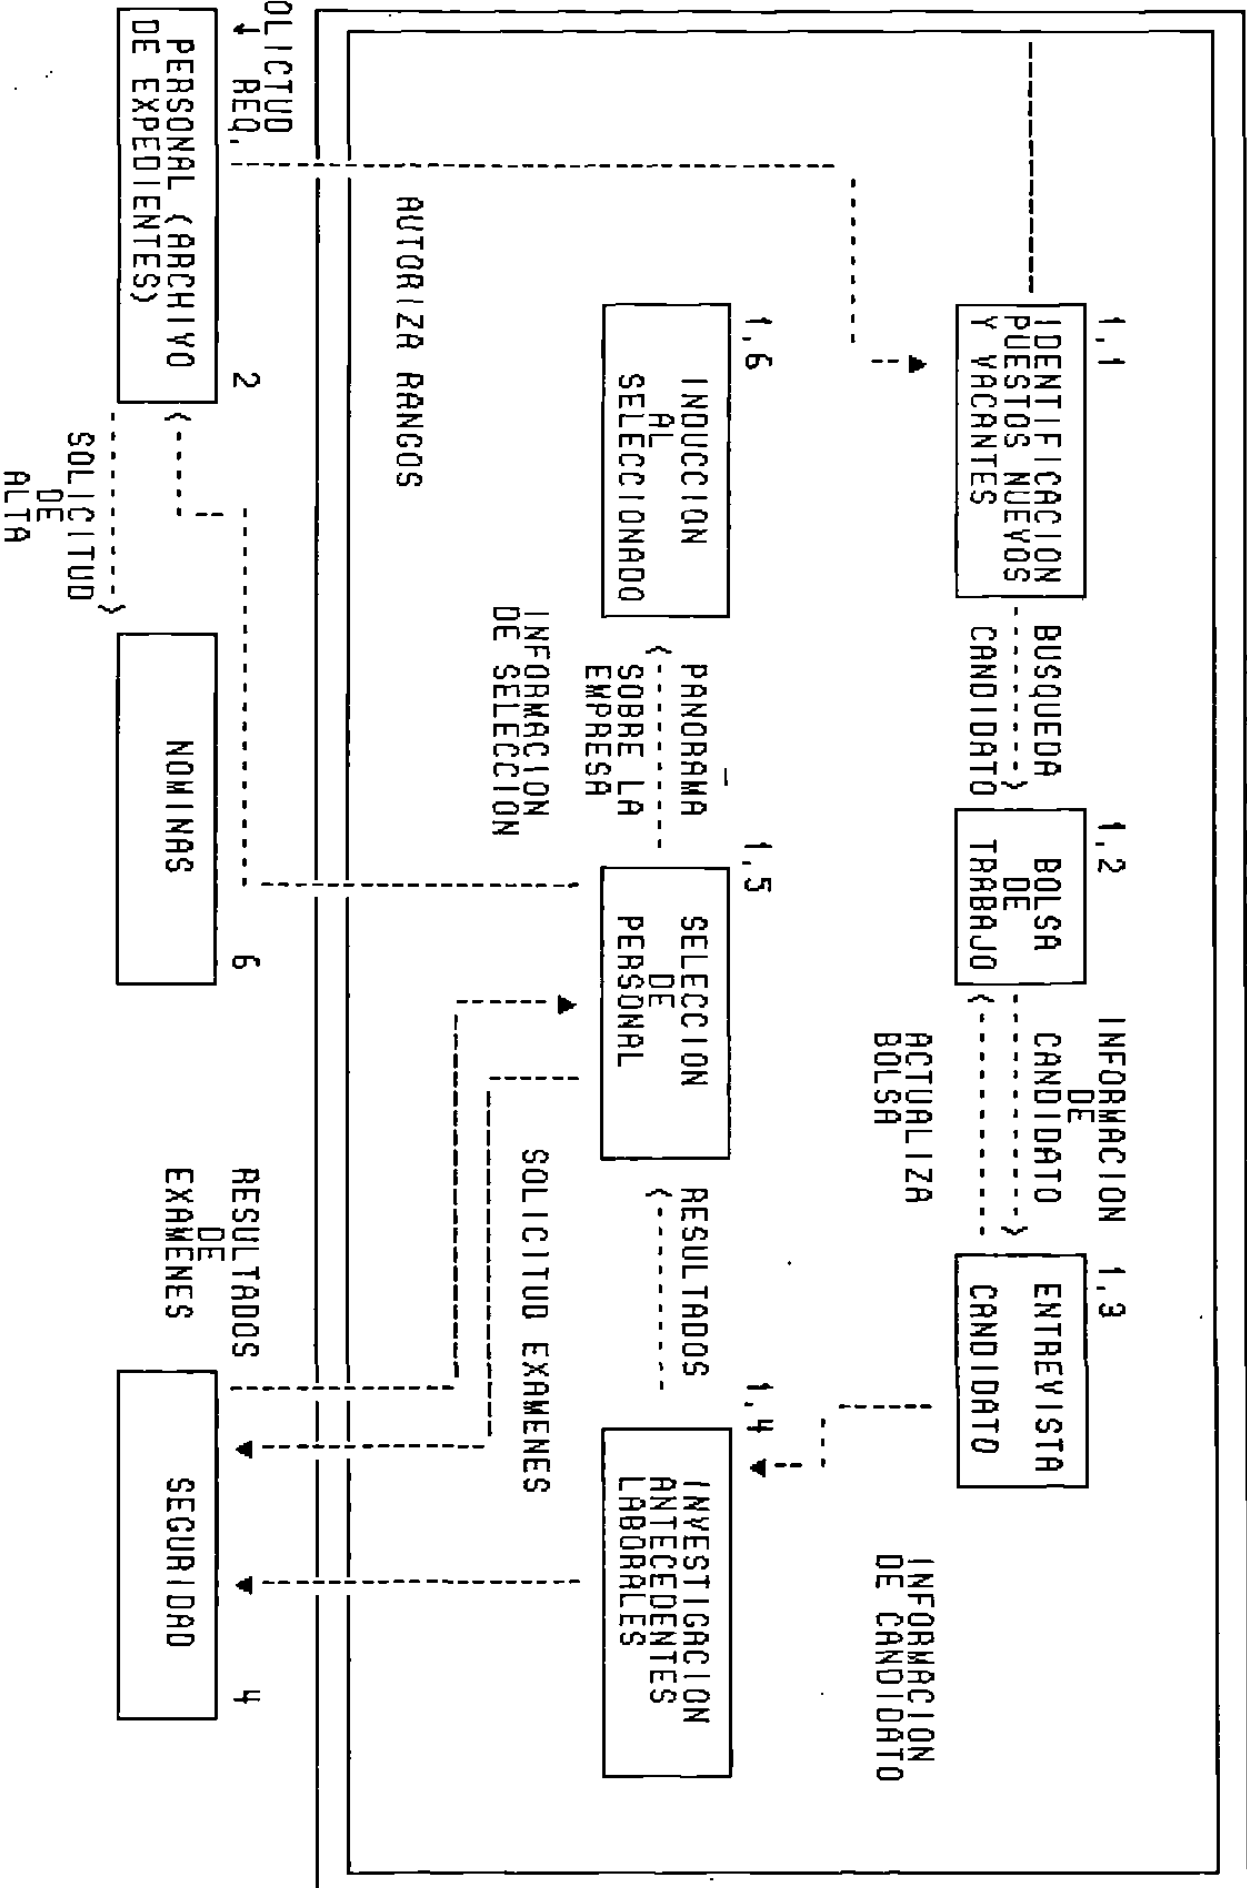 1,1
IDENTIFICACION
PUESTOS NUEVOS
Y VACANTES
BUSQUEDA
CANDIDATO
1,2
BOLSA
DE
TRABAJO
INFORMACION
DE
CANDIDATO
ACTUALIZA
BOLSA
1,3
ENTREVISTA
CANDIDATO
INFORMACION
DE CANDIDATO
1,6
INDUCCION
AL
SELECCIONADO
PANORAMA
SOBRE LA
EMPRESA
1,5
SELECCION
DE
PERSONAL
RESULTADOS
1,4
INVESTIGACION
ANTECEDENTES
LABORALES
INFORMACION
DE SELECCION
SOLICITUD EXAMENES
AUTORIZA RANGOS
OLICTUD
REQ.
2
PERSONAL (ARCHIVO
DE EXPEDIENTES)
SOLICITUD
DE
ALTA
6
NOMINAS
RESULTADOS
DE
EXAMENES
4
SEGURIDAD